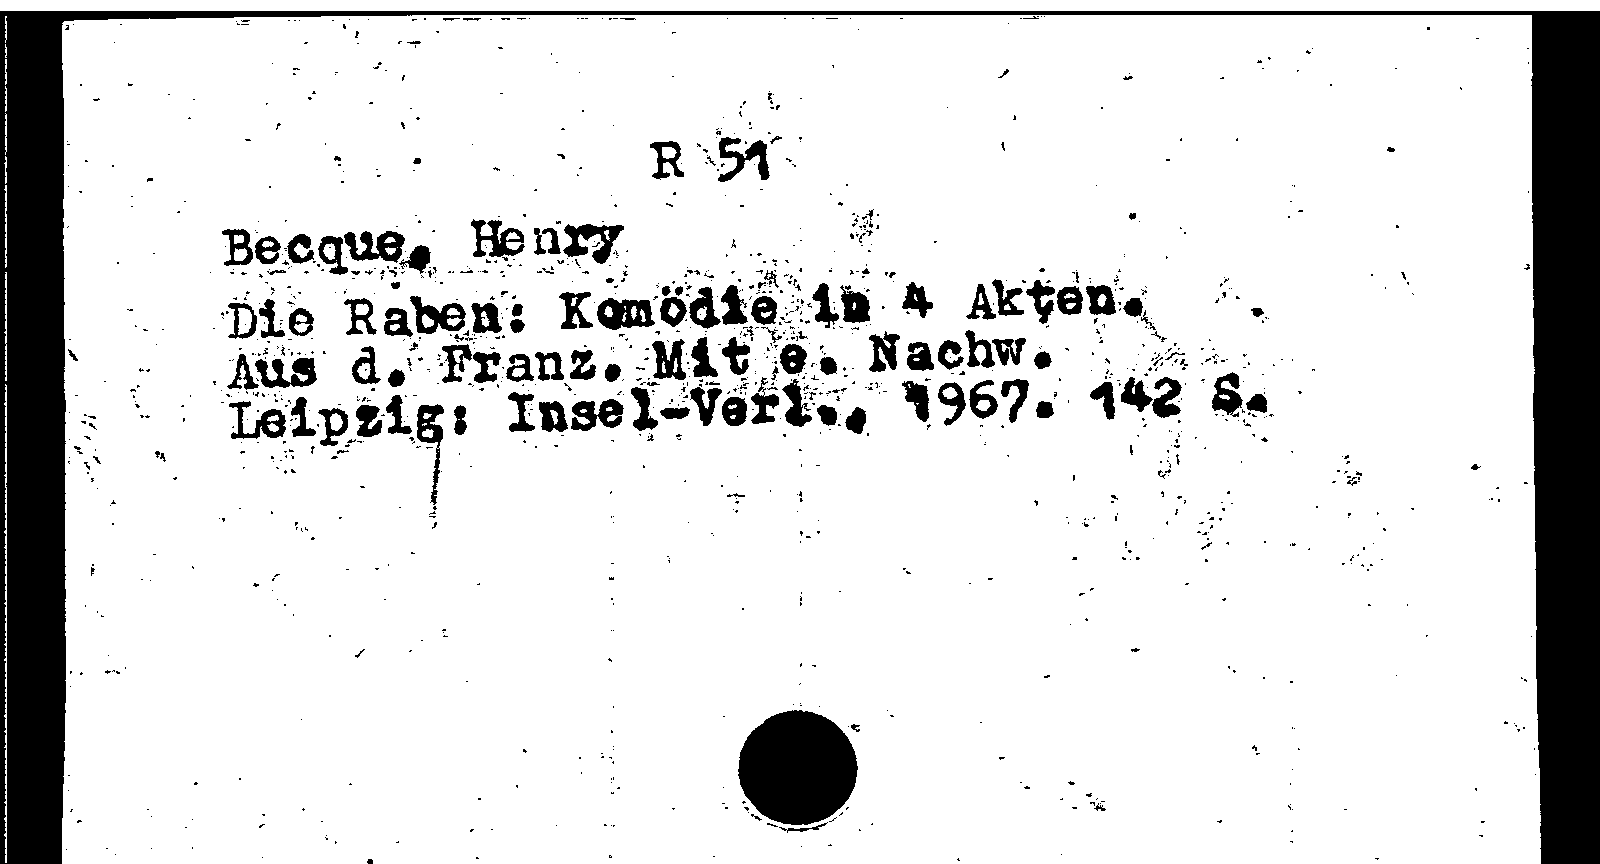 R 51
Becque, Henry
Die Raben: Komödie in 4 Akten.
Aus d. Franz. Mit e. Nachw.
Leipzig: Insel-Verl., 1967. 142 S.